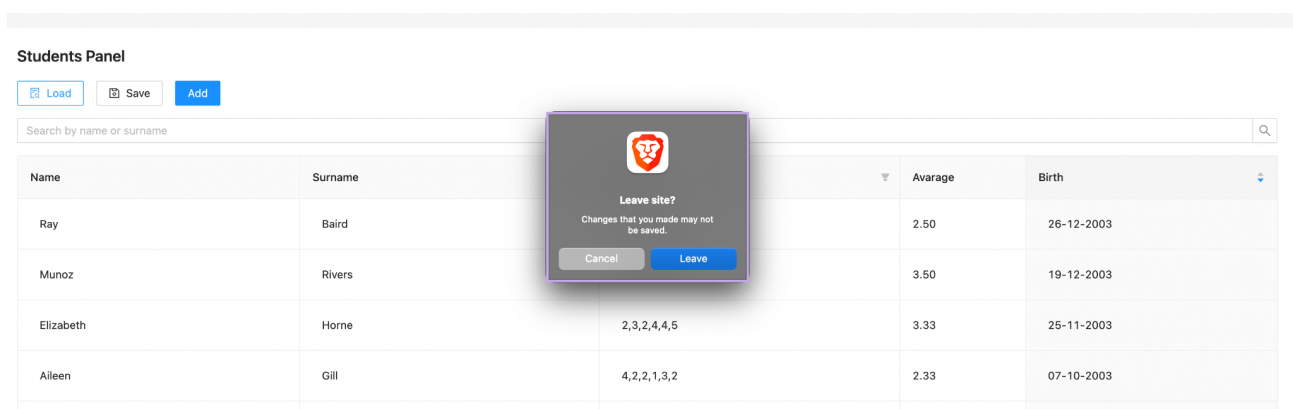 Students Panel
Load Save Add
Search by name or surname
Name Surname Avarage Birth
Ray Baird 2.50 26-12-2003
Munoz Rivers 3.50 19-12-2003
Elizabeth Horne 2,3,2,4,4,5 3.33 25-11-2003
Aileen Gill 4,2,2,1,3,2 2.33 07-10-2003
Leave site?
Changes that you made may not
be saved.
Cancel Leave